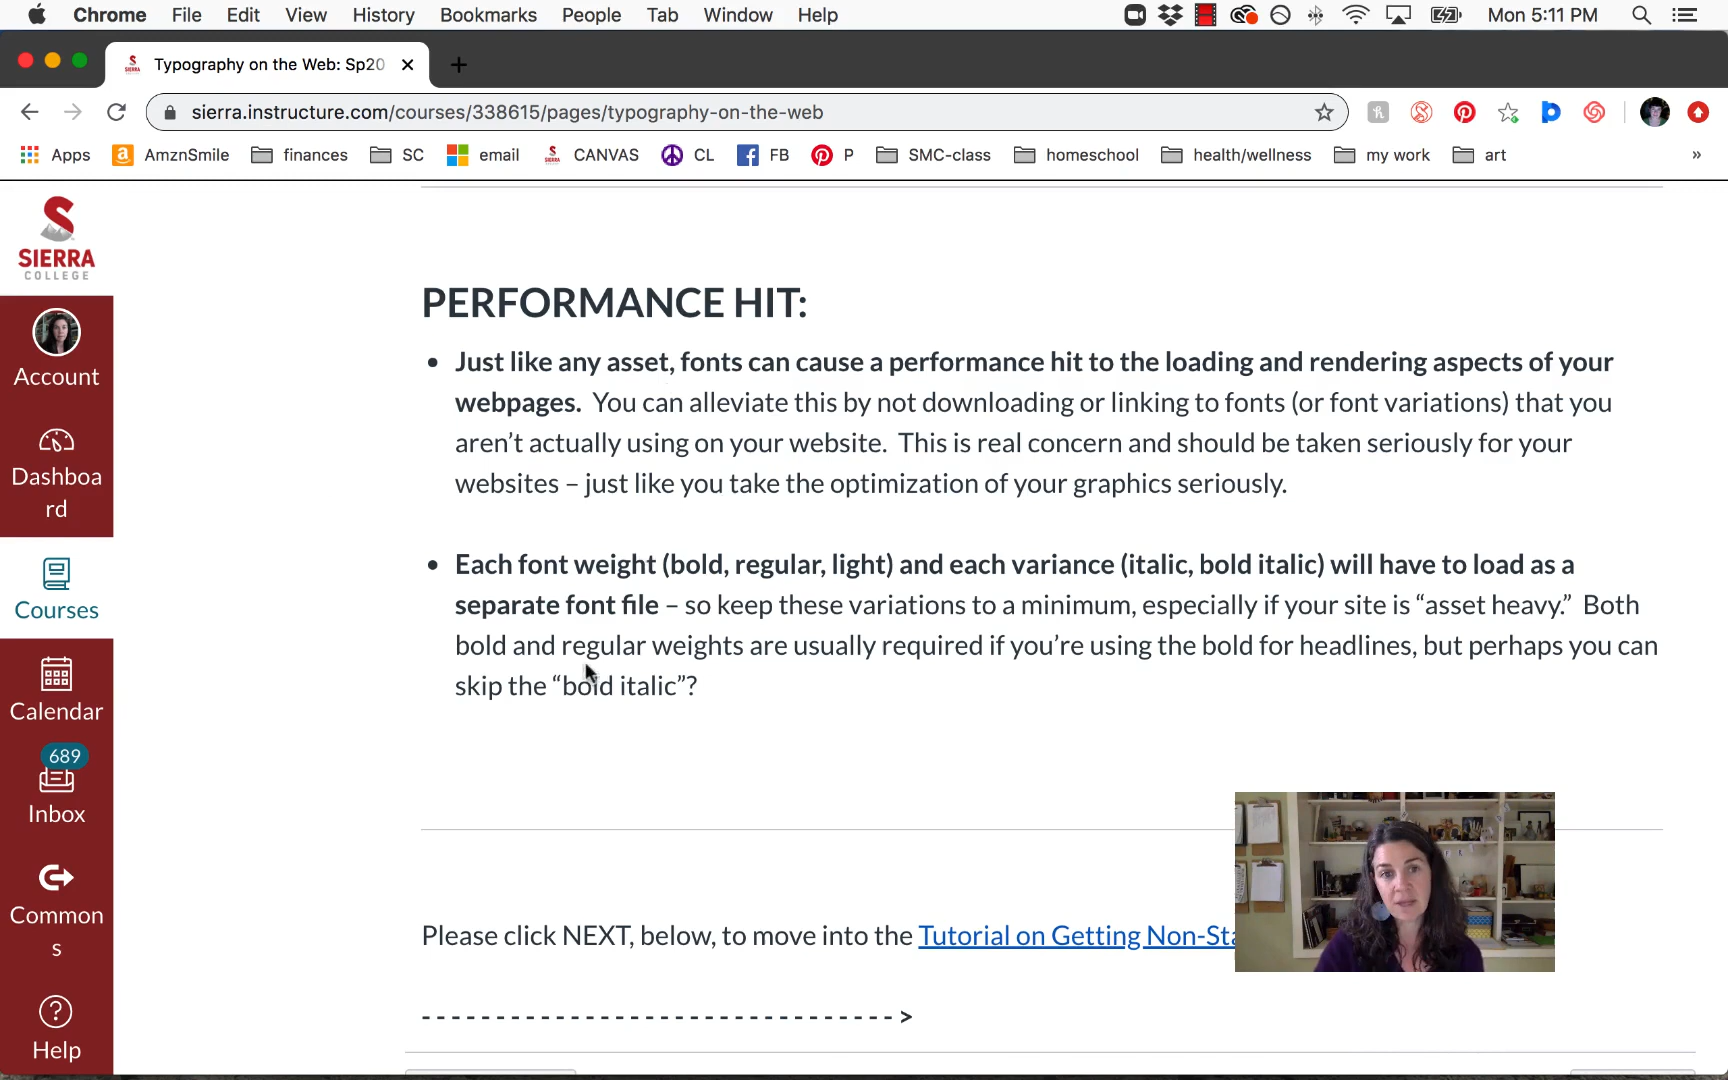 Chrome File Edit View History Bookmarks People Tab Window Help Mon 5:11 PM
Typography on the Web: Sp20
sierra.instructure.com/courses/338615/pages/typography-on-the-web
Apps AmznSmile finances SC email CANVAS CL FB P SMC-class homeschool health/wellness my work art »
SIERRA
COLLEGE
Account
Dashboa
rd
Courses
Calendar
689
Inbox
Common
s
Help
PERFORMANCE HIT:
• Just like any asset, fonts can cause a performance hit to the loading and rendering aspects of your
webpages. You can alleviate this by not downloading or linking to fonts (or font variations) that you
aren’t actually using on your website. This is real concern and should be taken seriously for your
websites – just like you take the optimization of your graphics seriously.
• Each font weight (bold, regular, light) and each variance (italic, bold italic) will have to load as a
separate font file – so keep these variations to a minimum, especially if your site is “asset heavy.” Both
bold and regular weights are usually required if you’re using the bold for headlines, but perhaps you can
skip the “bold italic”?
Please click NEXT, below, to move into the Tutorial on Getting Non-Sta
- - - - - - - - - - - - - - - - - - - - - - - - - - - - - - - - >